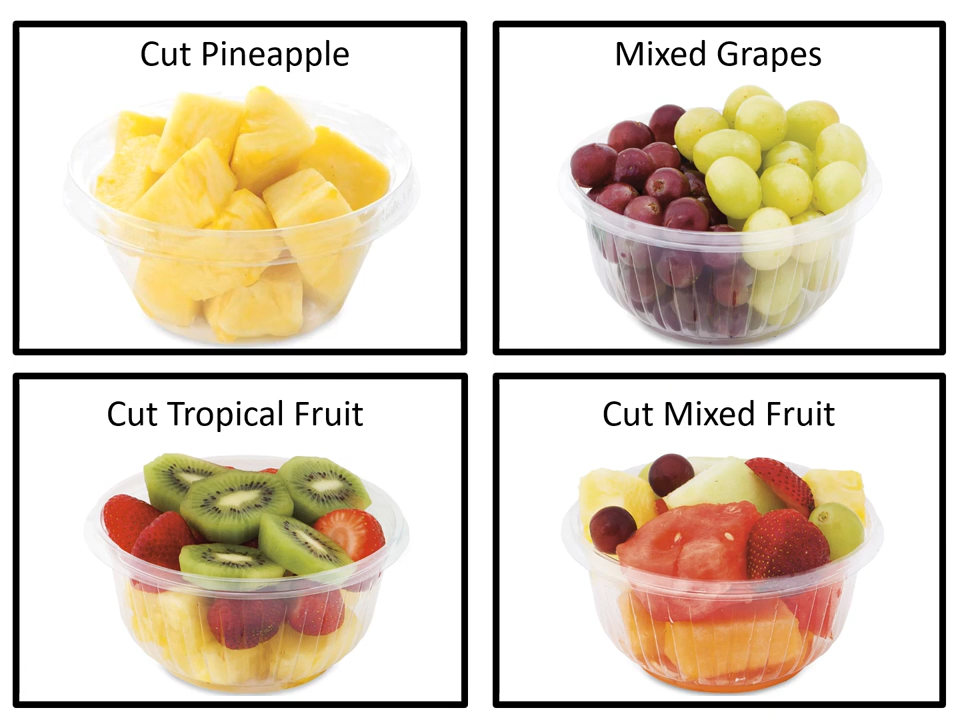 Cut Pineapple
Mixed Grapes
Cut Tropical Fruit
Cut Mixed Fruit